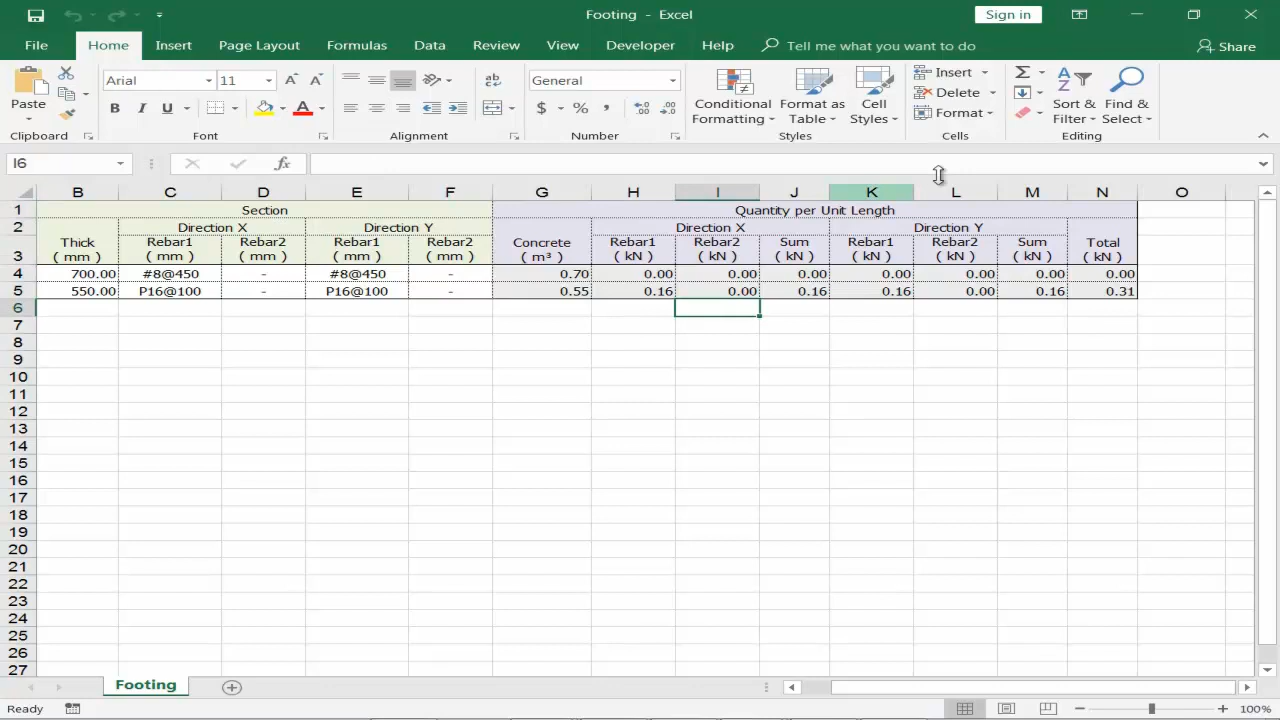 Footing - Excel
Sign in
File Home Insert Page Layout Formulas Data Review View Developer Help Tell me what you want to do Share
Arial 11 General
Paste
Conditional Formatting
Format as Table
Cell Styles
Insert
Delete
Format
Sort & Filter
Find & Select
Clipboard Font Alignment Number Styles Cells Editing
I6 fx
B C D E F G H I J K L M N O
1 Section Quantity per Unit Length
2 Direction X Direction Y Direction X Direction Y
Thick Rebar1 Rebar2 Rebar1 Rebar2 Concrete Rebar1 Rebar2 Sum Rebar1 Rebar2 Sum Total
3 ( mm ) ( mm ) ( mm ) ( mm ) ( mm ) ( m³ ) ( kN ) ( kN ) ( kN ) ( kN ) ( kN ) ( kN ) ( kN )
4 700.00 #8@450 - #8@450 - 0.70 0.00 0.00 0.00 0.00 0.00 0.00 0.00
5 550.00 P16@100 - P16@100 - 0.55 0.16 0.00 0.16 0.16 0.00 0.16 0.31
6
7
8
9
10
11
12
13
14
15
16
17
18
19
20
21
22
23
24
25
26
27
Footing
Ready 100%